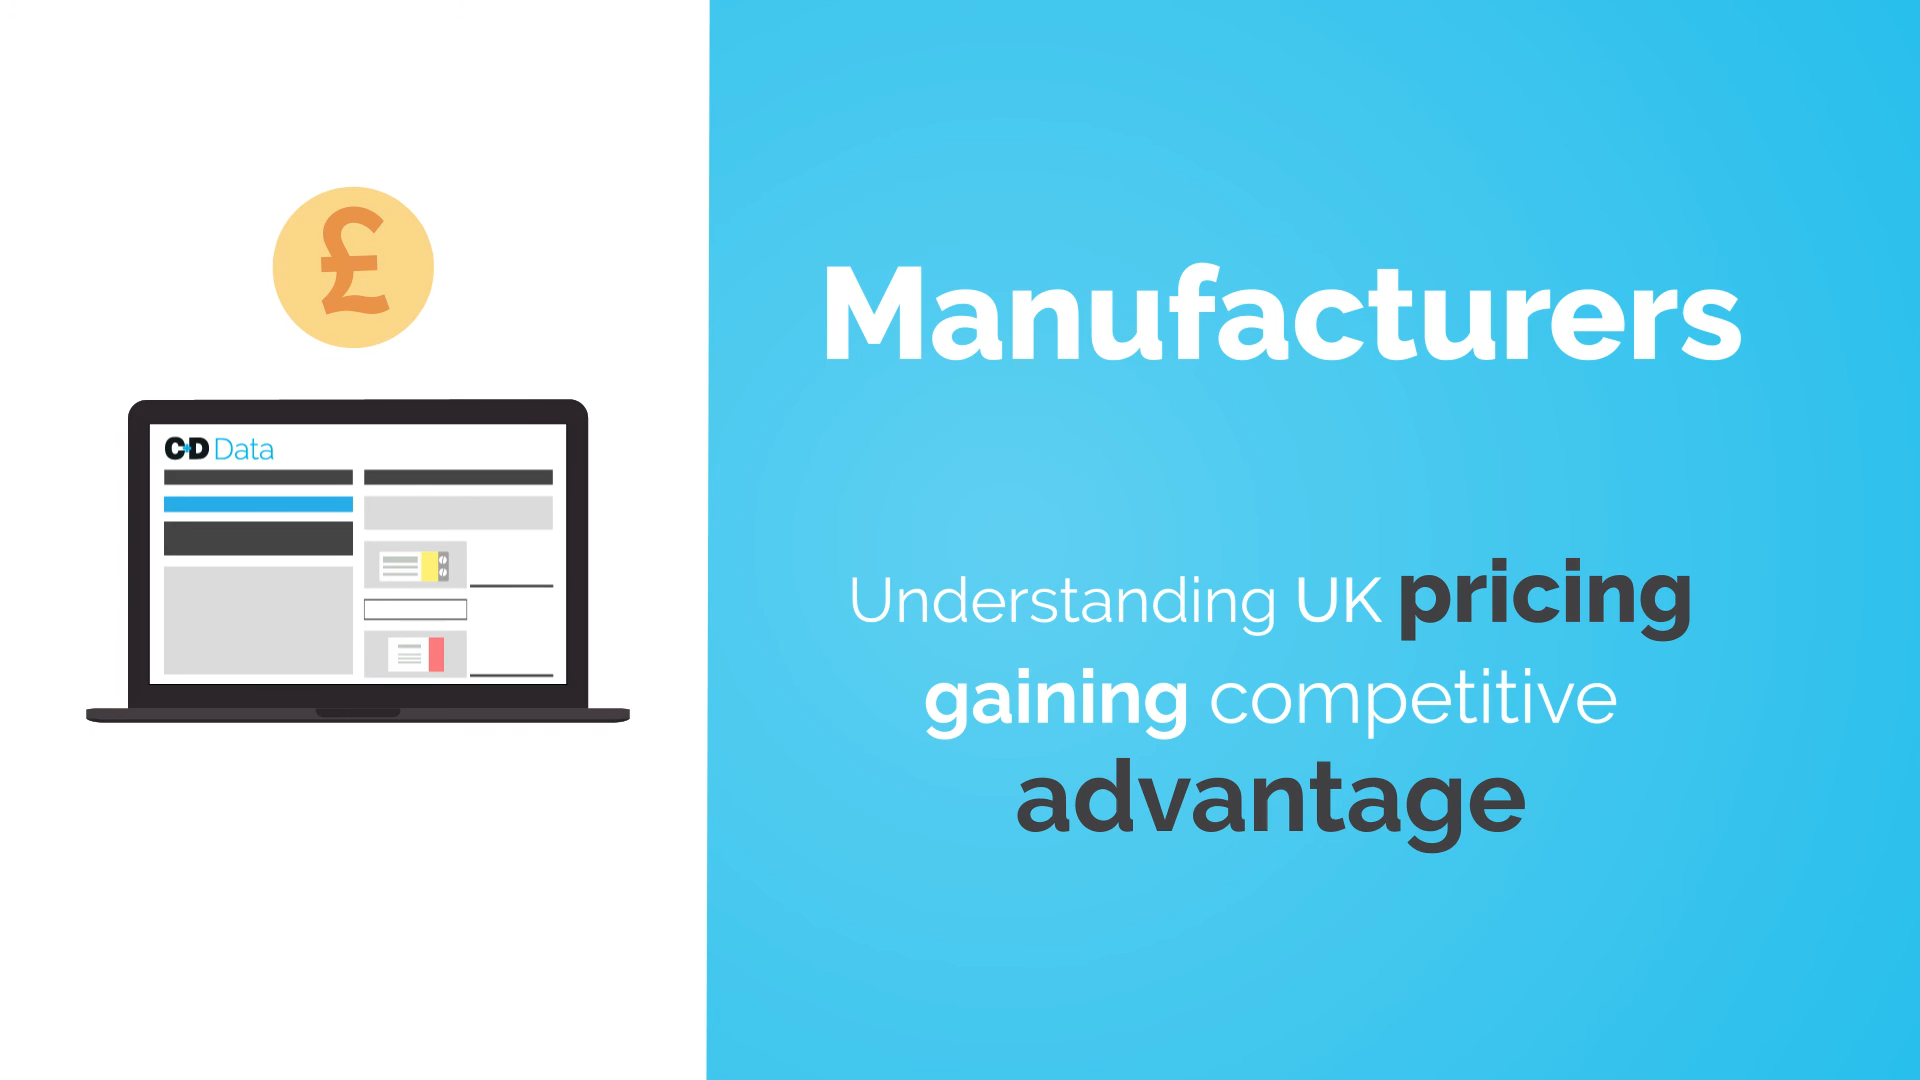 £
C+D Data
Manufacturers
Understanding UK pricing
gaining competitive
advantage